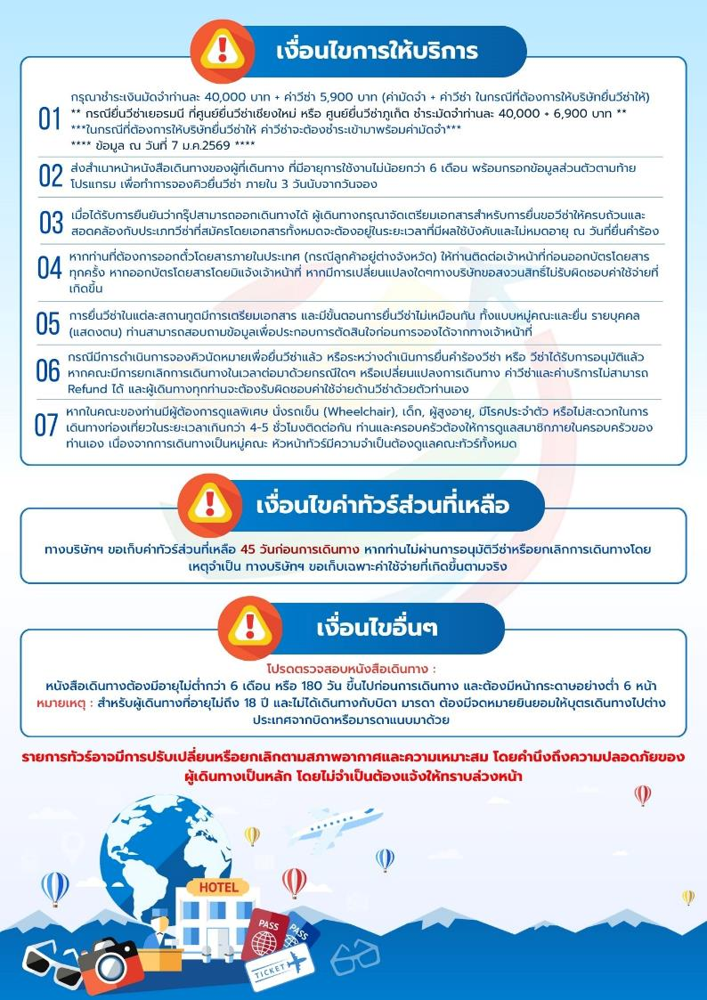 เงื่อนไขการให้บริการ
01
กรุณาชำระเงินมัดจำท่านละ 40,000 บาท + ค่าวีซ่า 5,900 บาท (ค่ามัดจำ + ค่าวีซ่า ในกรณีที่ต้องการให้บริษัทยื่นวีซ่าให้)
** กรณียื่นวีซ่าเยอรมนี ที่ศูนย์ยื่นวีซ่าเชียงใหม่ หรือ ศูนย์ยื่นวีซ่าภูเก็ต ชำระมัดจำท่านละ 40,000 + 6,900 บาท **
***ในกรณีที่ต้องการให้บริษัทยื่นวีซ่าให้ ค่าวีซ่าจะต้องชำระเข้ามาพร้อมค่ามัดจำ***
**** ข้อมูล ณ วันที่ 7 ม.ค.2569 ****
02
ส่งสำเนาหน้าหนังสือเดินทางของผู้ที่เดินทาง ที่มีอายุการใช้งานไม่น้อยกว่า 6 เดือน พร้อมกรอกข้อมูลส่วนตัวตามท้าย
โปรแกรม เพื่อทำการจองคิวยื่นวีซ่า ภายใน 3 วันนับจากวันจอง
03
เมื่อได้รับการยืนยันว่ากรุ๊ปสามารถออกเดินทางได้ ผู้เดินทางกรุณาจัดเตรียมเอกสารสำหรับการยื่นขอวีซ่าให้ครบถ้วนและ
สอดคล้องกับประเภทวีซ่าที่สมัครโดยเอกสารทั้งหมดจะต้องอยู่ในระยะเวลาที่มีผลใช้บังคับและไม่หมดอายุ ณ วันที่ยื่นคำร้อง
04
หากท่านที่ต้องการออกตั๋วโดยสารภายในประเทศ (กรณีลูกค้าอยู่ต่างจังหวัด) ให้ท่านติดต่อเจ้าหน้าที่ก่อนออกบัตรโดยสาร
ทุกครั้ง หากออกบัตรโดยสารโดยมิแจ้งเจ้าหน้าที่ หากมีการเปลี่ยนแปลงใดๆทางบริษัทขอสงวนสิทธิ์ไม่รับผิดชอบค่าใช้จ่ายที่
เกิดขึ้น
05
การยื่นวีซ่าในแต่ละสถานทูตมีการเตรียมเอกสาร และมีขั้นตอนการยื่นวีซ่าไม่เหมือนกัน ทั้งแบบหมู่คณะและยื่น รายบุคคล
(แสดงตน) ท่านสามารถสอบถามข้อมูลเพื่อประกอบการตัดสินใจก่อนการจองได้จากทางเจ้าหน้าที่
06
กรณีมีการดำเนินการจองคิวนัดหมายเพื่อยื่นวีซ่าแล้ว หรือระหว่างดำเนินการยื่นคำร้องวีซ่า หรือ วีซ่าได้รับการอนุมัติแล้ว
หากคณะมีการยกเลิกการเดินทางในเวลาต่อมาด้วยกรณีใดๆ หรือเปลี่ยนแปลงการเดินทาง ค่าวีซ่าและค่าบริการไม่สามารถ
Refund ได้ และผู้เดินทางทุกท่านจะต้องรับผิดชอบค่าใช้จ่ายด้านวีซ่าด้วยตัวท่านเอง
07
หากในคณะของท่านมีผู้ต้องการดูแลพิเศษ นั่งรถเข็น (Wheelchair), เด็ก, ผู้สูงอายุ, มีโรคประจำตัว หรือไม่สะดวกในการ
เดินทางท่องเที่ยวในระยะเวลาเกินกว่า 4-5 ชั่วโมงติดต่อกัน ท่านและครอบครัวต้องให้การดูแลสมาชิกภายในครอบครัวของ
ท่านเอง เนื่องจากการเดินทางเป็นหมู่คณะ หัวหน้าทัวร์มีความจำเป็นต้องดูแลคณะทัวร์ทั้งหมด
เงื่อนไขค่าทัวร์ส่วนที่เหลือ
ทางบริษัทฯ ขอเก็บค่าทัวร์ส่วนที่เหลือ 45 วันก่อนการเดินทาง หากท่านไม่ผ่านการอนุมัติวีซ่าหรือยกเลิกการเดินทางโดย
เหตุจำเป็น ทางบริษัทฯ ขอเก็บเฉพาะค่าใช้จ่ายที่เกิดขึ้นตามจริง
เงื่อนไขอื่นๆ
โปรดตรวจสอบหนังสือเดินทาง :
หนังสือเดินทางต้องมีอายุไม่ต่ำกว่า 6 เดือน หรือ 180 วัน ขึ้นไปก่อนการเดินทาง และต้องมีหน้ากระดาษอย่างต่ำ 6 หน้า
หมายเหตุ : สำหรับผู้เดินทางที่อายุไม่ถึง 18 ปี และไม่ได้เดินทางกับบิดา มารดา ต้องมีจดหมายยินยอมให้บุตรเดินทางไปต่าง
ประเทศจากบิดาหรือมารดาแนบมาด้วย
รายการทัวร์อาจมีการปรับเปลี่ยนหรือยกเลิกตามสภาพอากาศและความเหมาะสม โดยคำนึงถึงความปลอดภัยของ
ผู้เดินทางเป็นหลัก โดยไม่จำเป็นต้องแจ้งให้ทราบล่วงหน้า
HOTEL
PASS
PASS
TICKET